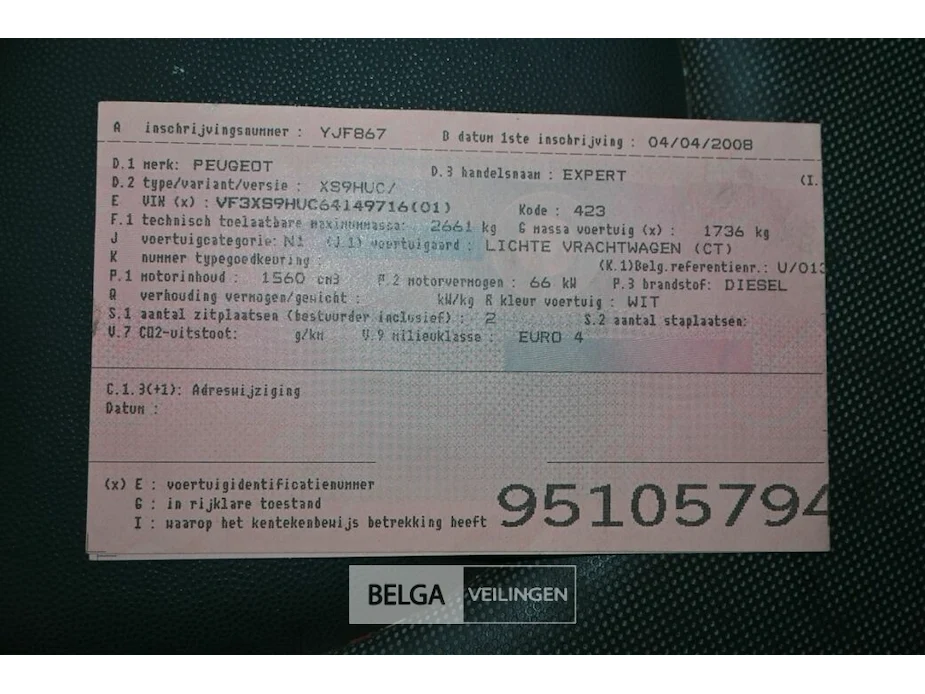 A inschrijvingsnummer : YJF867 B datum 1ste inschrijving : 04/04/2008
D.1 merk: PEUGEOT D.3 handelsnaam : EXPERT (I.
D.2 type/variant/versie : XS9HUC/
E VIN (x) : VF3XS9HUC64149716(01) Kode : 423
F.1 technisch toelaatbare maximummassa: 2661 kg G massa voertuig (x) : 1736 kg
J voertuigcategorie: N1 (J.1) voertuigaard : LICHTE VRACHTWAGEN (CT)
K nummer typegoedkeuring : (K.1)Belg.referentienr.: U/013
P.1 motorinhoud : 1560 cm3 P.2 motorvermogen : 66 kW P.3 brandstof: DIESEL
Q verhouding vermogen/gewicht : kW/kg R kleur voertuig : WIT
S.1 aantal zitplaatsen (bestuurder inclusief) : 2 S.2 aantal staplaatsen:
V.7 CO2-uitstoot: g/km V.9 milieuklasse : EURO 4
C.1.3(+1): Adreswijziging
Datum :
(x) E : voertuigidentificatienummer
G : in rijklare toestand
I : waarop het kentekenbewijs betrekking heeft
95105794
BELGA VEILINGEN